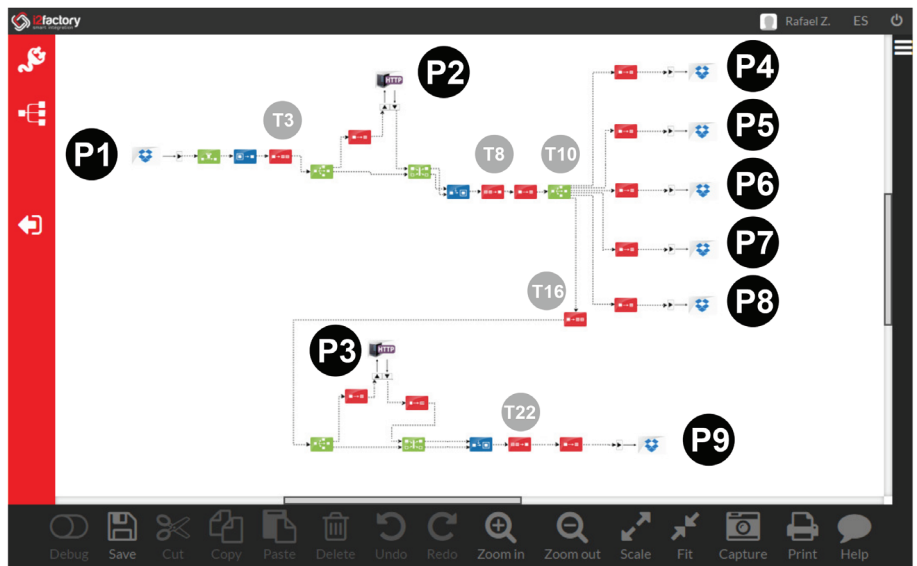 i2factory
smart integration
Rafael Z.
ES
P1
T3
HTTP
P2
T8
T10
P4
P5
P6
P7
P8
T16
P3
HTTP
T22
P9
Debug Save Cut Copy Paste Delete Undo Redo Zoom in Zoom out Scale Fit Capture Print Help